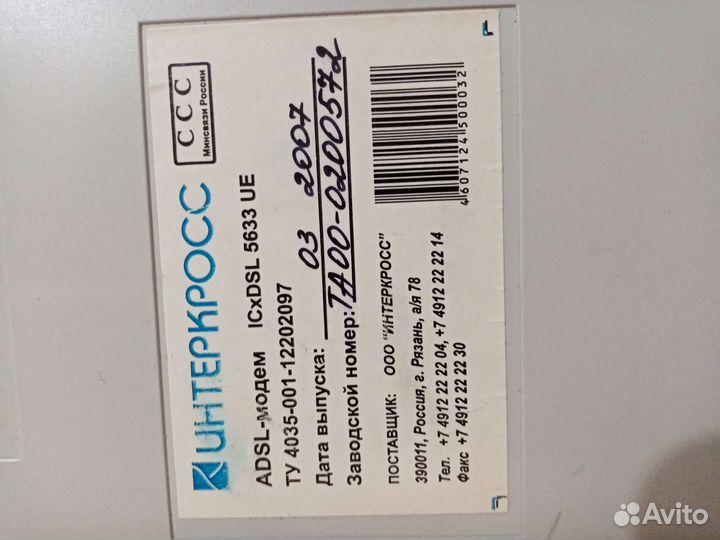 ИНТЕРКРОСС
ССС
Минсвязи России
ADSL-модем ICxDSL 5633 UE
ТУ 4035-001-12202097
Дата выпуска: 03 2007
Заводской номер: TA00-0200572
ПОСТАВЩИК: ООО "ИНТЕРКРОСС"
390011, Россия, г. Рязань, а/я 78
Тел. +7 4912 22 22 04, +7 4912 22 22 14
Факс +7 4912 22 22 30
4607124500032
Avito